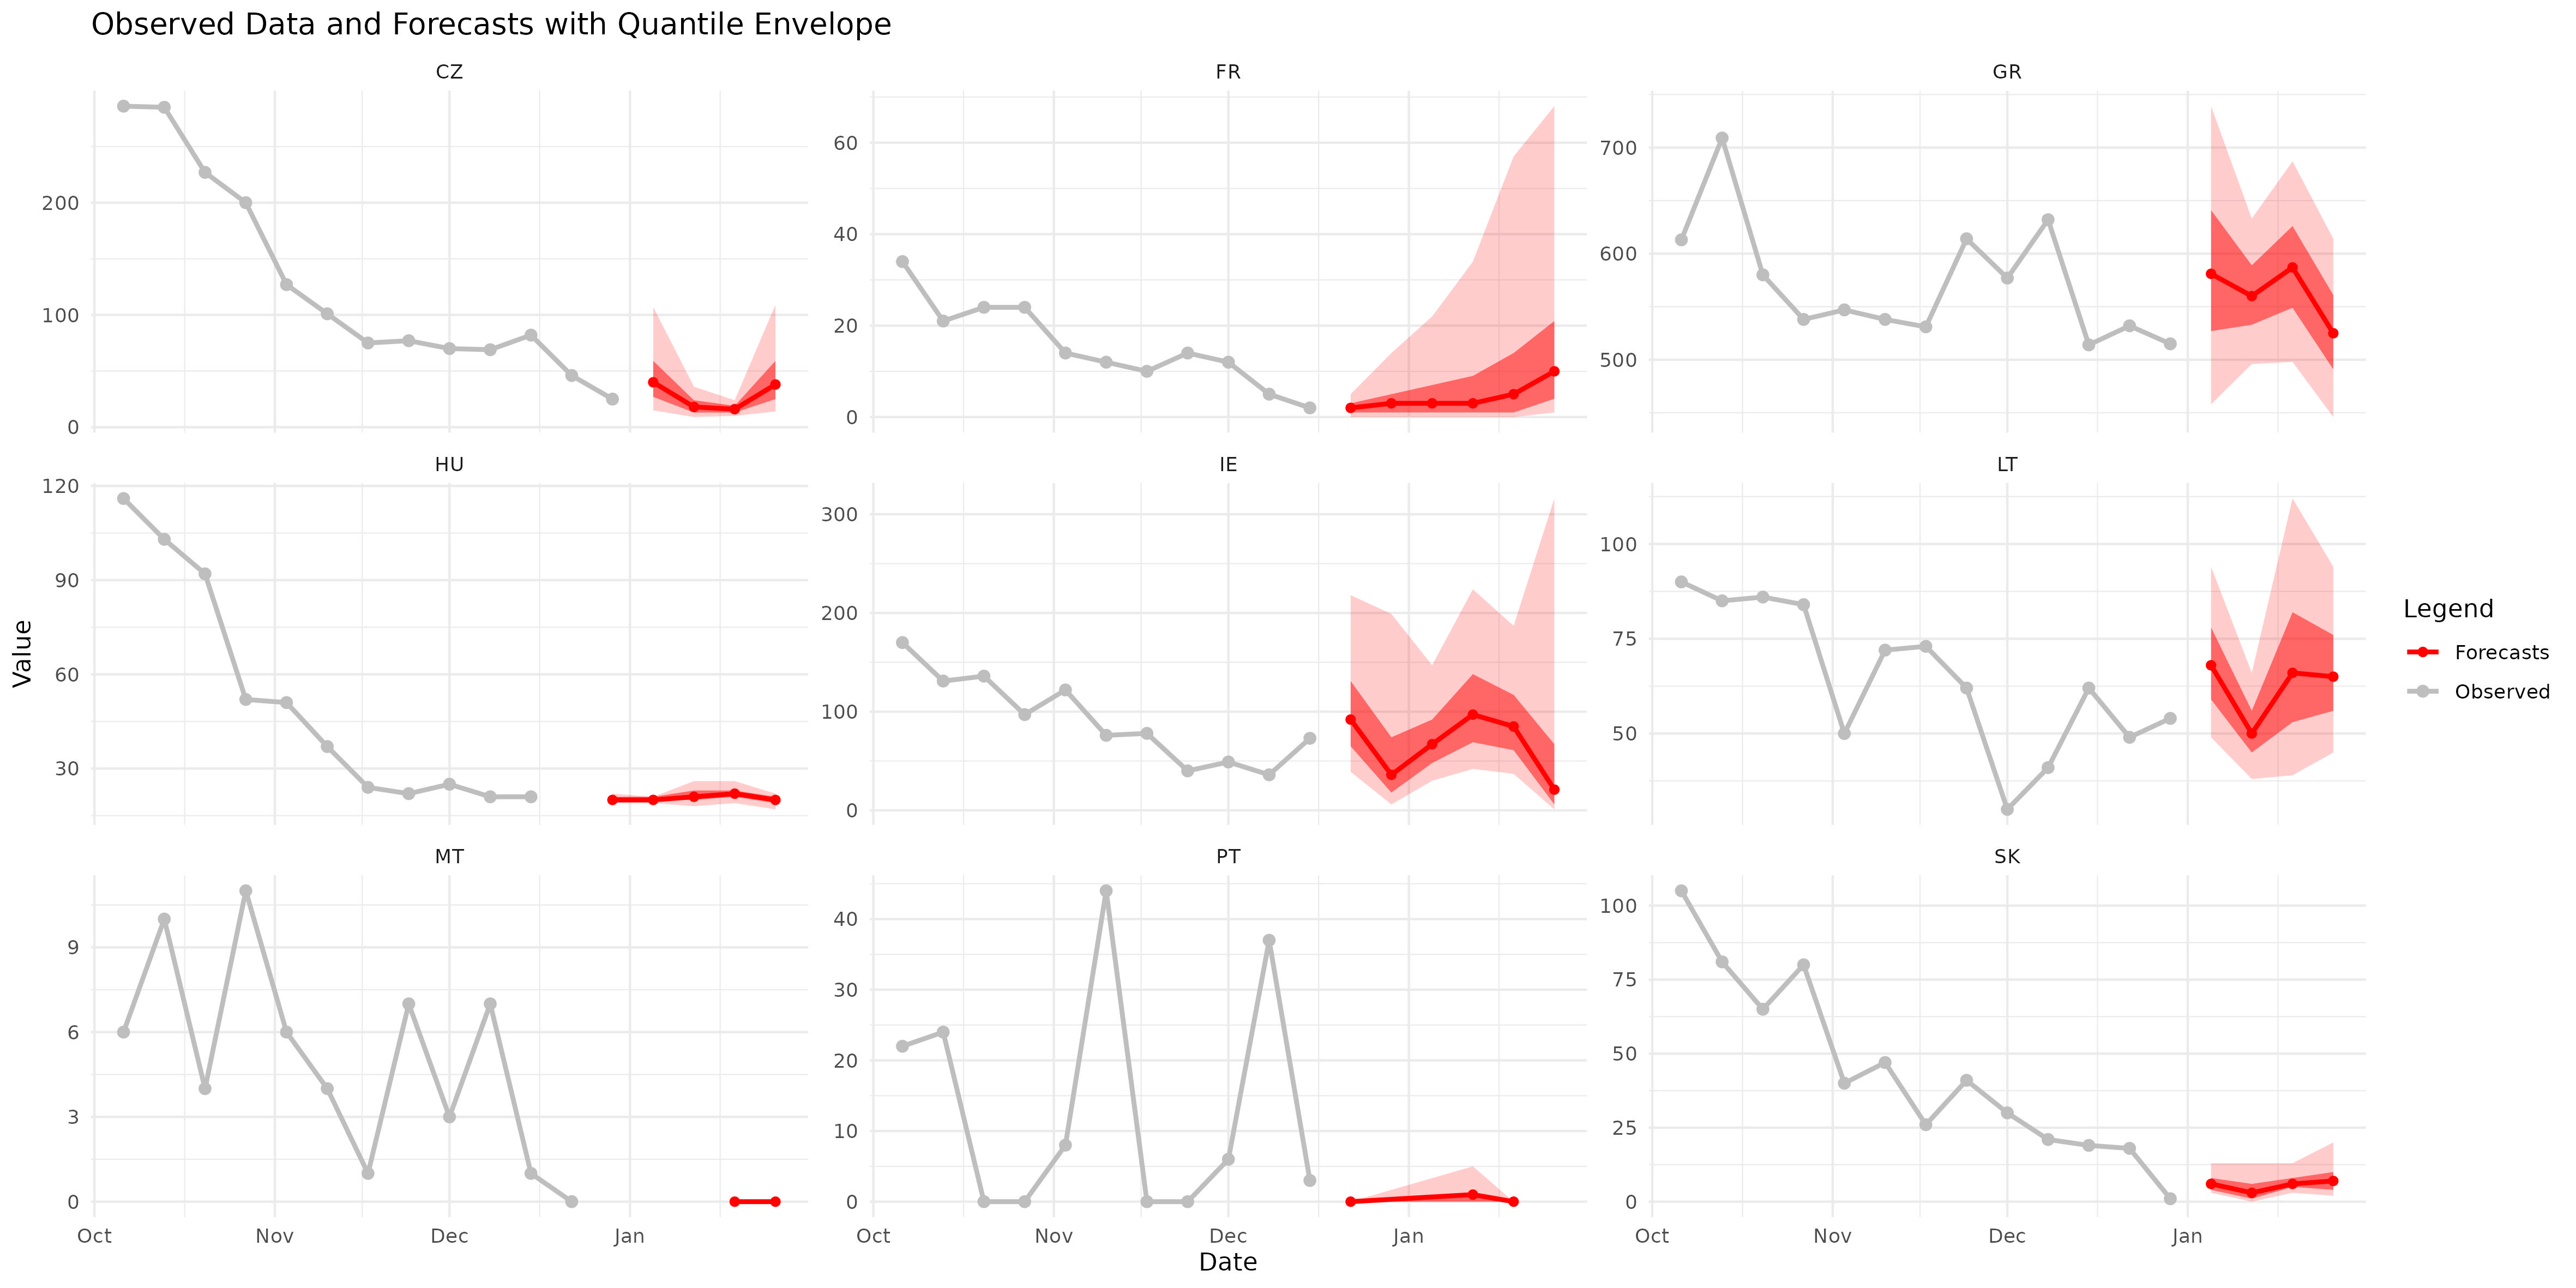 Observed Data and Forecasts with Quantile Envelope
CZ
FR
GR
200
100
0
60
40
20
0
700
600
500
HU
IE
LT
120
90
60
30
300
200
100
0
100
75
50
MT
PT
SK
9
6
3
0
40
30
20
10
0
100
75
50
25
0
Oct Nov Dec Jan
Oct Nov Dec Jan
Oct Nov Dec Jan
Value
Date
Legend
Forecasts
Observed